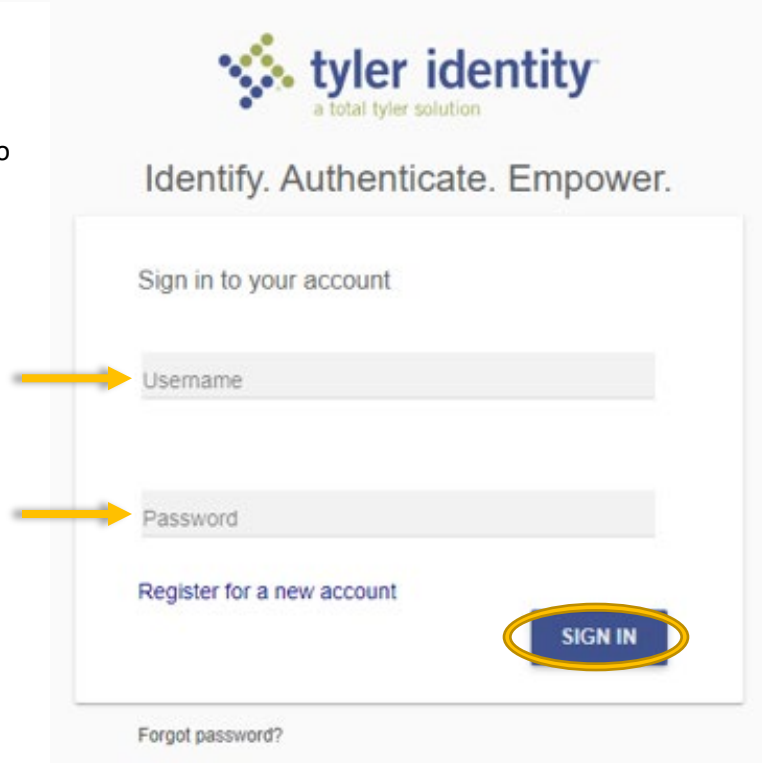 tyler identity
a total tyler solution
o
Identify. Authenticate. Empower.
Sign in to your account
Username
Password
Register for a new account
SIGN IN
Forgot password?